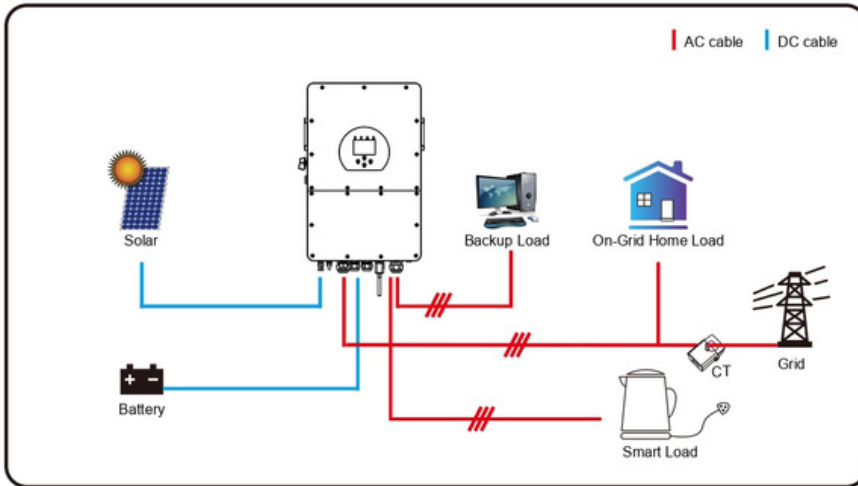 AC cable
DC cable
Solar
Backup Load
On-Grid Home Load
CT
Grid
Battery
Smart Load